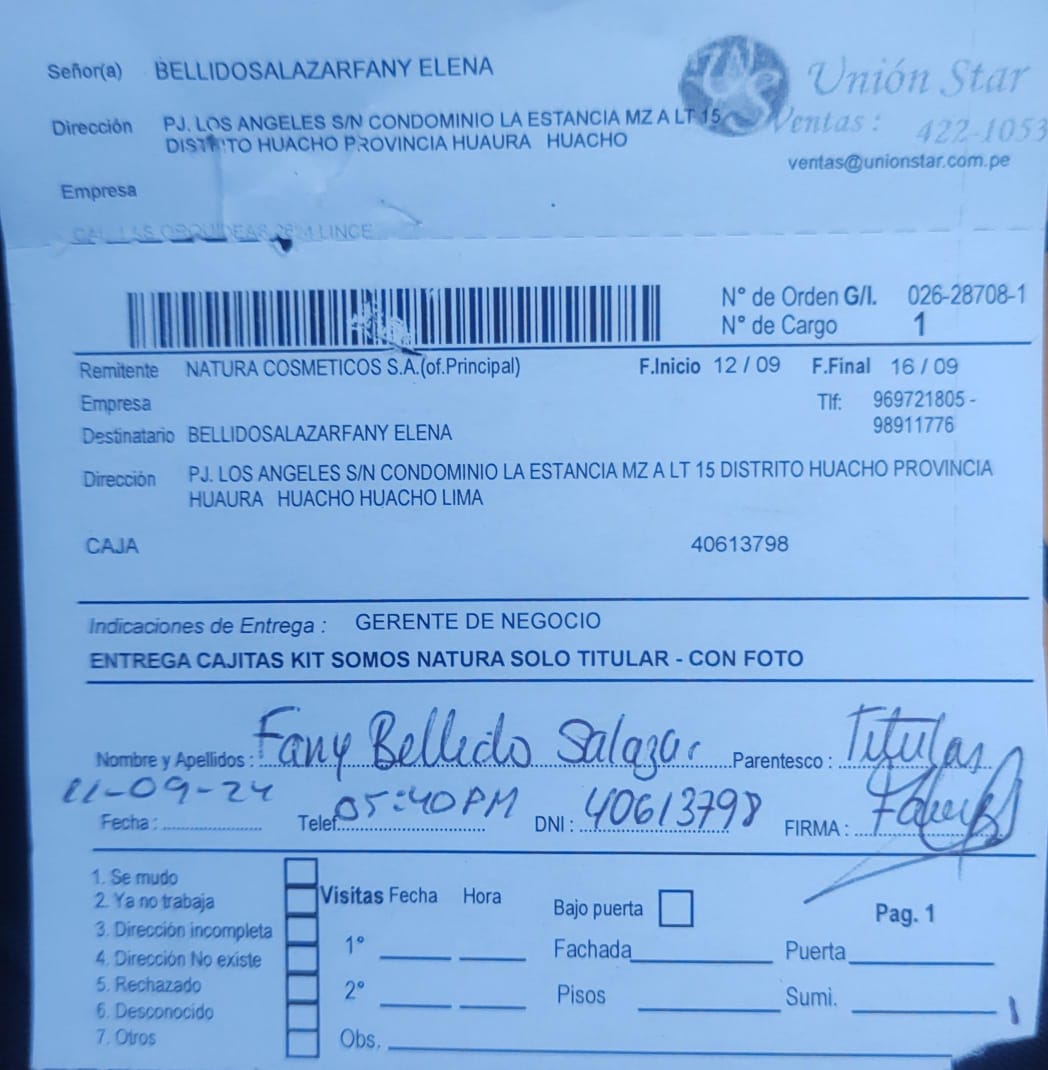 Señor(a) BELLIDOSALAZARFANY ELENA
Unión Star
Dirección PJ. LOS ANGELES S/N CONDOMINIO LA ESTANCIA MZ A LT 15
DISTRITO HUACHO PROVINCIA HUAURA HUACHO
Ventas: 422-1053
ventas@unionstar.com.pe
Empresa
CAL LAS ORQUIDEAS LINCE
N° de Orden G/I. 026-28708-1
N° de Cargo 1
Remitente NATURA COSMETICOS S.A.(of.Principal) F.Inicio 12 / 09 F.Final 16 / 09
Empresa Tlf: 969721805 -
98911776
Destinatario BELLIDOSALAZARFANY ELENA
Dirección PJ. LOS ANGELES S/N CONDOMINIO LA ESTANCIA MZ A LT 15 DISTRITO HUACHO PROVINCIA
HUAURA HUACHO HUACHO LIMA
CAJA 40613798
Indicaciones de Entrega : GERENTE DE NEGOCIO
ENTREGA CAJITAS KIT SOMOS NATURA SOLO TITULAR - CON FOTO
Nombre y Apellidos : Fany Bellido Salazar Parentesco : Titular
11-09-24 05:40 PM
Fecha : Telef. DNI : 40613798 FIRMA :
1. Se mudo
2. Ya no trabaja
3. Dirección incompleta
4. Dirección No existe
5. Rechazado
6. Desconocido
7. Otros
Visitas Fecha Hora
1°
2°
Obs.
Bajo puerta
Pag. 1
Fachada Puerta
Pisos Sumi.